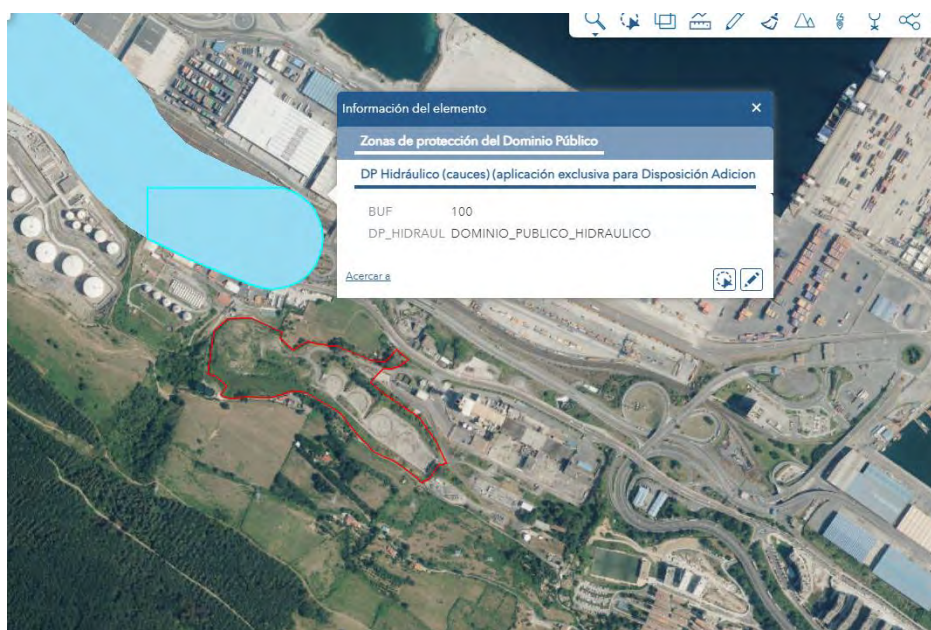 Información del elemento
Zonas de protección del Dominio Público
DP Hidráulico (cauces) (aplicación exclusiva para Disposición Adicion
BUF 100
DP_HIDRAUL DOMINIO_PUBLICO_HIDRAULICO
Acercar a